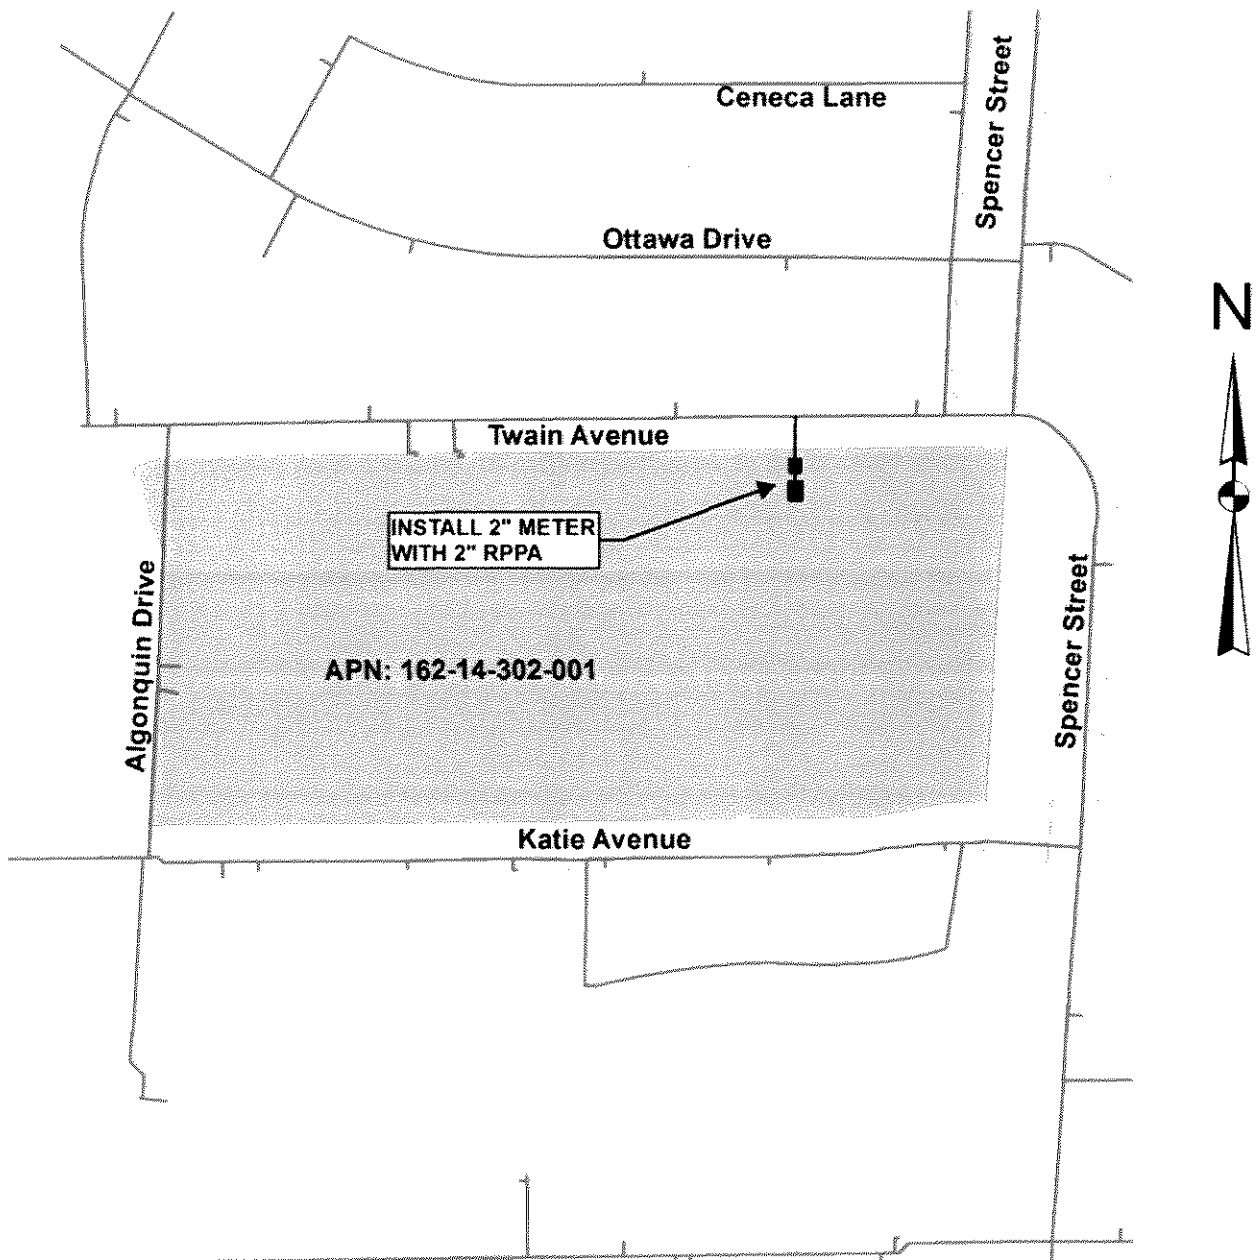 Ceneca Lane
Spencer Street
Ottawa Drive
N
Twain Avenue
INSTALL 2" METER
WITH 2" RPPA
Algonquin Drive
APN: 162-14-302-001
Spencer Street
Katie Avenue